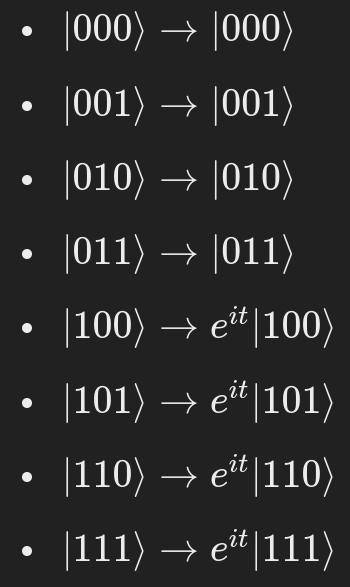 • |000⟩ → |000⟩
• |001⟩ → |001⟩
• |010⟩ → |010⟩
• |011⟩ → |011⟩
• |100⟩ → e^{it}|100⟩
• |101⟩ → e^{it}|101⟩
• |110⟩ → e^{it}|110⟩
• |111⟩ → e^{it}|111⟩